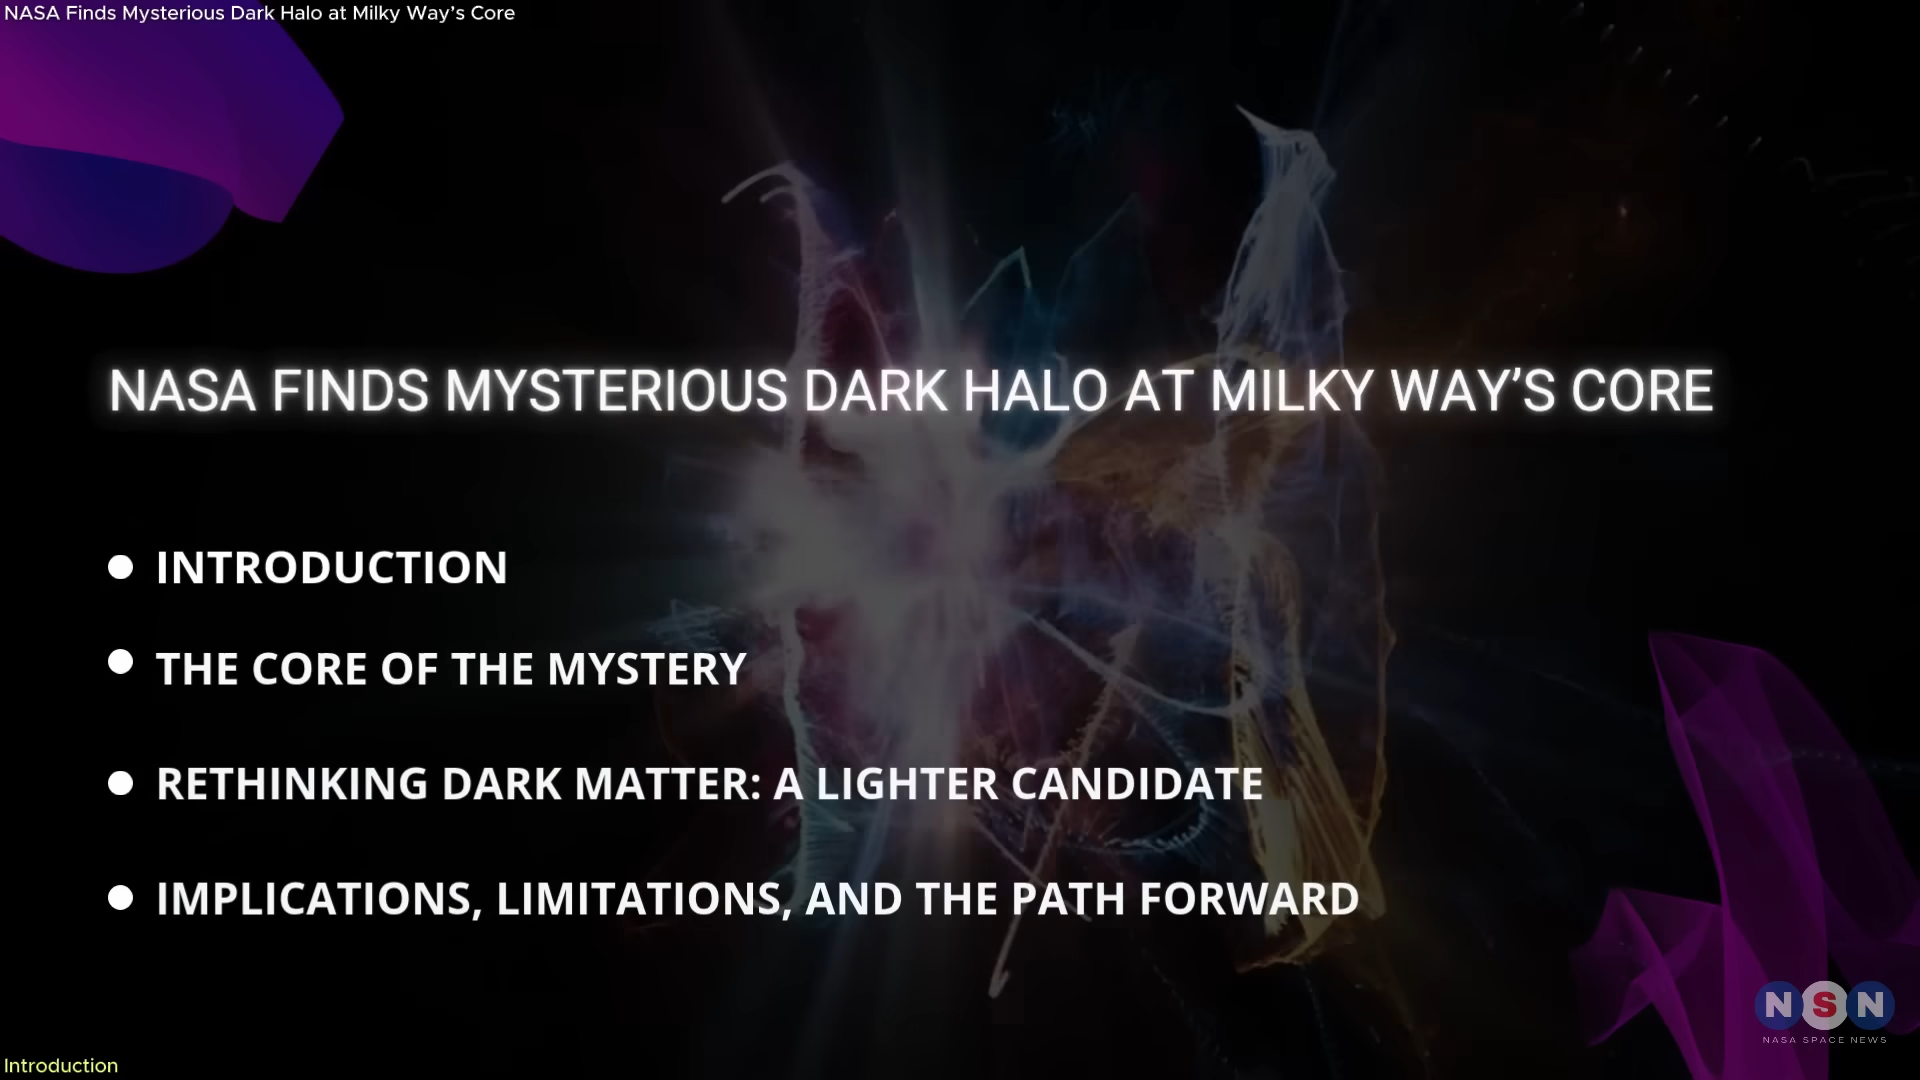 NASA Finds Mysterious Dark Halo at Milky Way’s Core
NASA FINDS MYSTERIOUS DARK HALO AT MILKY WAY’S CORE
INTRODUCTION
THE CORE OF THE MYSTERY
RETHINKING DARK MATTER: A LIGHTER CANDIDATE
IMPLICATIONS, LIMITATIONS, AND THE PATH FORWARD
NSN
NASA SPACE NEWS
Introduction